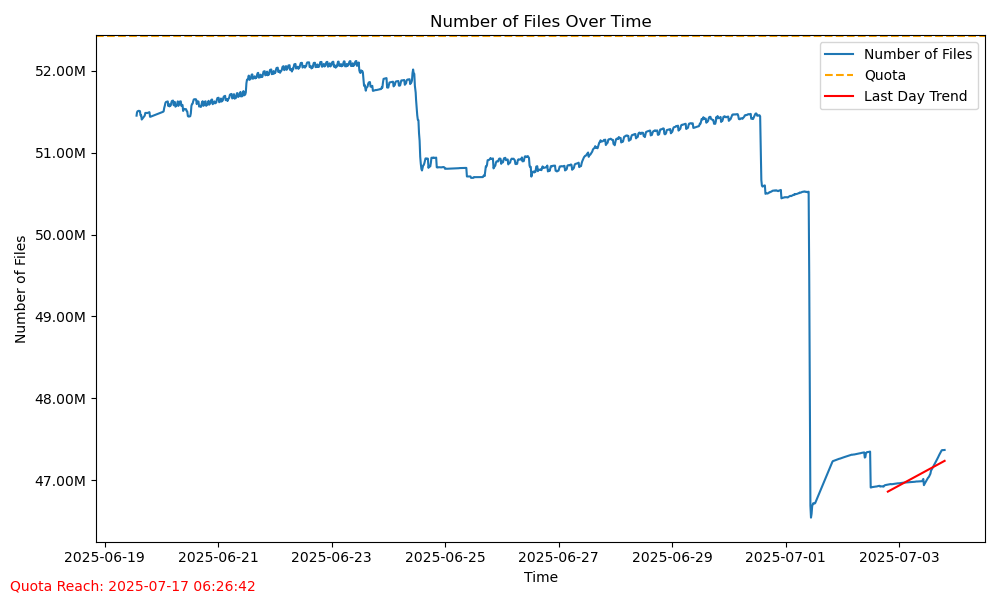 Number of Files Over Time
Number of Files
Quota
Last Day Trend
52.00M
51.00M
50.00M
49.00M
48.00M
47.00M
Number of Files
2025-06-19
2025-06-21
2025-06-23
2025-06-25
2025-06-27
2025-06-29
2025-07-01
2025-07-03
Time
Quota Reach: 2025-07-17 06:26:42